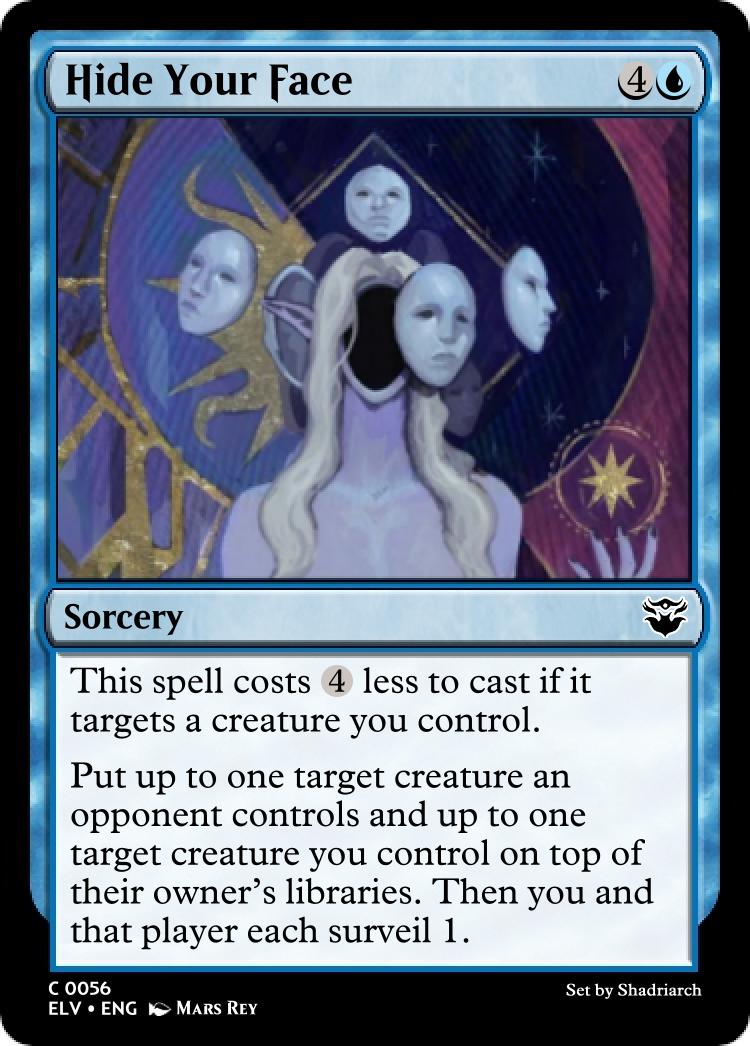 Hide Your Face 4
Sorcery
This spell costs 4 less to cast if it
targets a creature you control.
Put up to one target creature an
opponent controls and up to one
target creature you control on top of
their owner's libraries. Then you and
that player each surveil 1.
C 0056
ELV • ENG Mars Rey
Set by Shadriarch